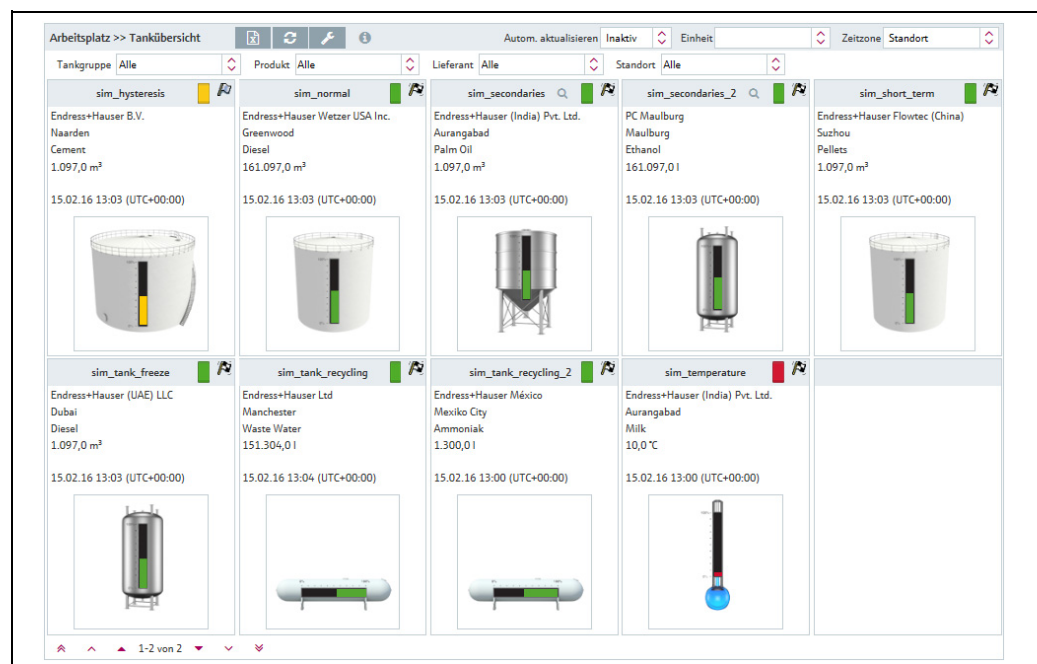 Arbeitsplatz >> Tankübersicht Autom. aktualisieren Inaktiv Einheit Zeitzone Standort
Tankgruppe Alle Produkt Alle Lieferant Alle Standort Alle
sim_hysteresis sim_normal sim_secondaries sim_secondaries_2 sim_short_term
Endress+Hauser B.V. Endress+Hauser Wetzer USA Inc. Endress+Hauser (India) Pvt. Ltd. PC Maulburg Endress+Hauser Flowtec (China)
Naarden Greenwood Aurangabad Maulburg Suzhou
Cement Diesel Palm Oil Ethanol Pellets
1.097,0 m³ 161.097,0 m³ 1.097,0 m³ 161.097,0 l 1.097,0 m³
15.02.16 13:03 (UTC+00:00) 15.02.16 13:03 (UTC+00:00) 15.02.16 13:03 (UTC+00:00) 15.02.16 13:03 (UTC+00:00) 15.02.16 13:03 (UTC+00:00)
sim_tank_freeze sim_tank_recycling sim_tank_recycling_2 sim_temperature
Endress+Hauser (UAE) LLC Endress+Hauser Ltd Endress+Hauser México Endress+Hauser (India) Pvt. Ltd.
Dubai Manchester Mexiko City Aurangabad
Diesel Waste Water Ammoniak Milk
1.097,0 m³ 151.304,0 l 1.300,0 l 10,0 °C
15.02.16 13:03 (UTC+00:00) 15.02.16 13:04 (UTC+00:00) 15.02.16 13:00 (UTC+00:00) 15.02.16 13:00 (UTC+00:00)
1-2 von 2